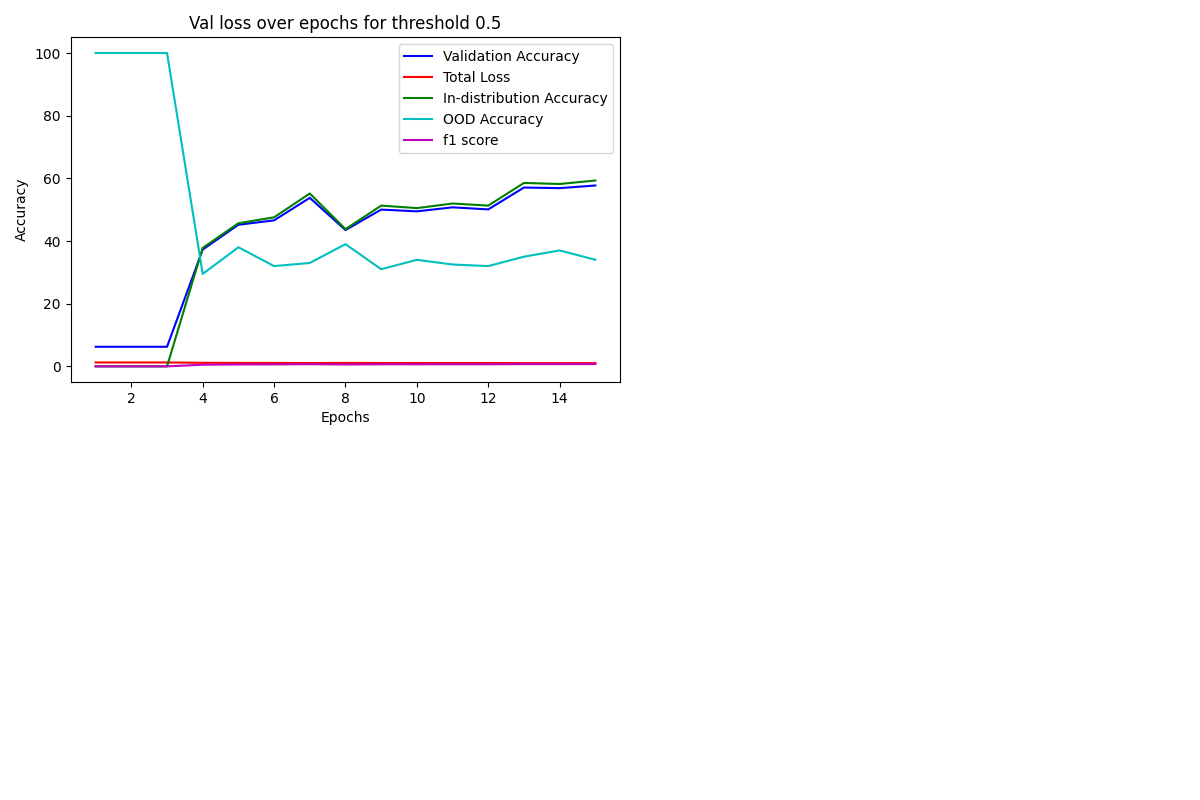 Val loss over epochs for threshold 0.5
Validation Accuracy
Total Loss
In-distribution Accuracy
OOD Accuracy
f1 score
Accuracy
100
80
60
40
20
0
2 4 6 8 10 12 14
Epochs